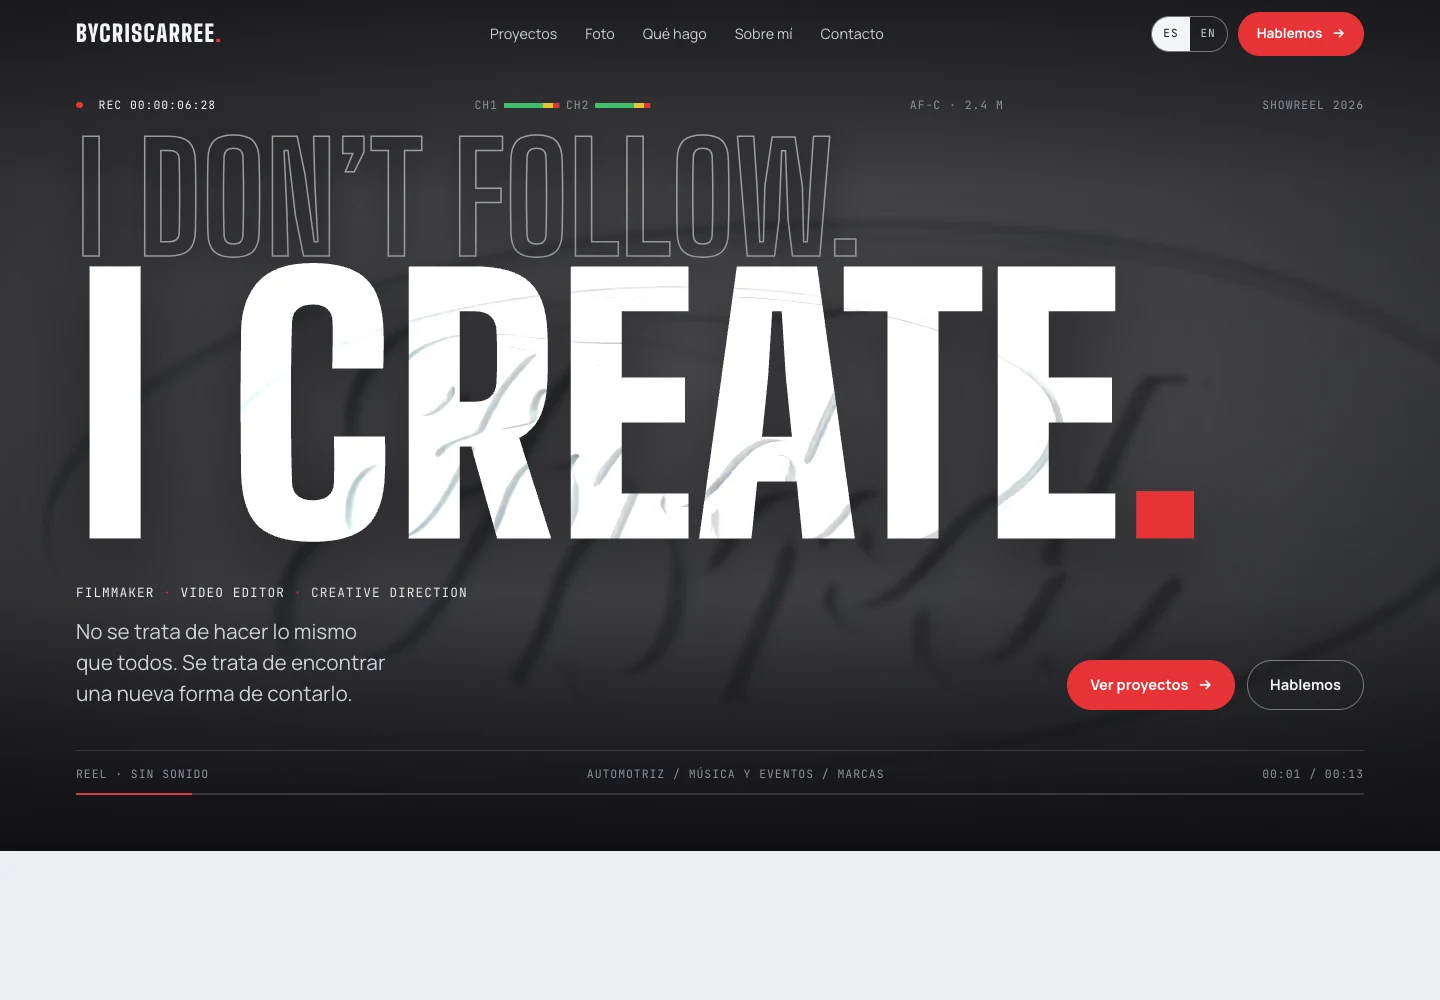 BYCRISCARREE.
Proyectos Foto Qué hago Sobre mí Contacto
ES EN
Hablemos →
REC 00:00:06:28
CH1 CH2
AF-C · 2.4 M
SHOWREEL 2026
I DON’T FOLLOW.
I CREATE.
FILMMAKER · VIDEO EDITOR · CREATIVE DIRECTION
No se trata de hacer lo mismo
que todos. Se trata de encontrar
una nueva forma de contarlo.
Ver proyectos →
Hablemos
REEL · SIN SONIDO
AUTOMOTRIZ / MÚSICA Y EVENTOS / MARCAS
00:01 / 00:13